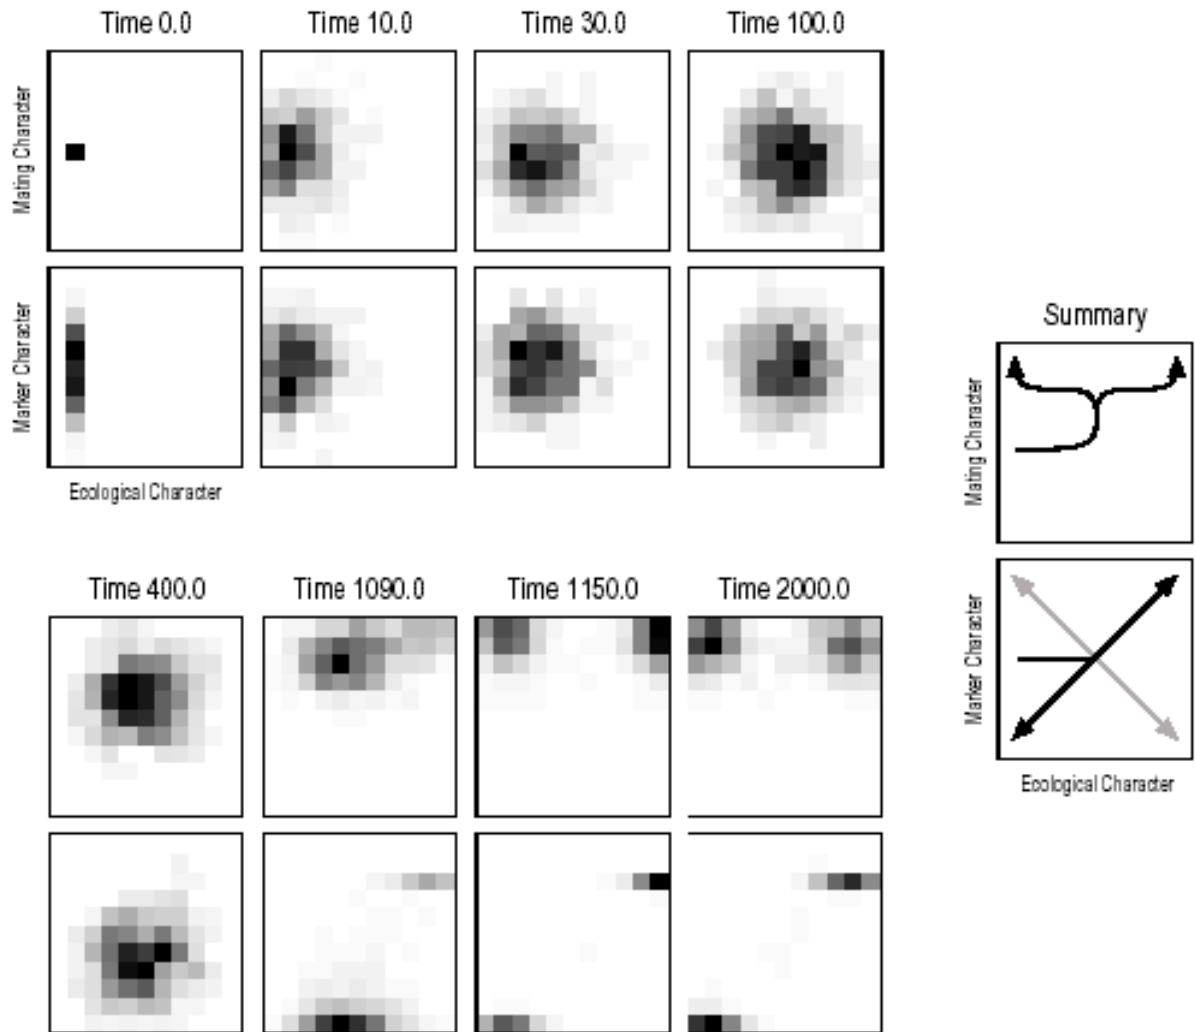 Time 0.0 Time 10.0 Time 30.0 Time 100.0
Mating Character
Marker Character
Ecological Character
Summary
Mating Character
Marker Character
Ecological Character
Time 400.0 Time 1090.0 Time 1150.0 Time 2000.0